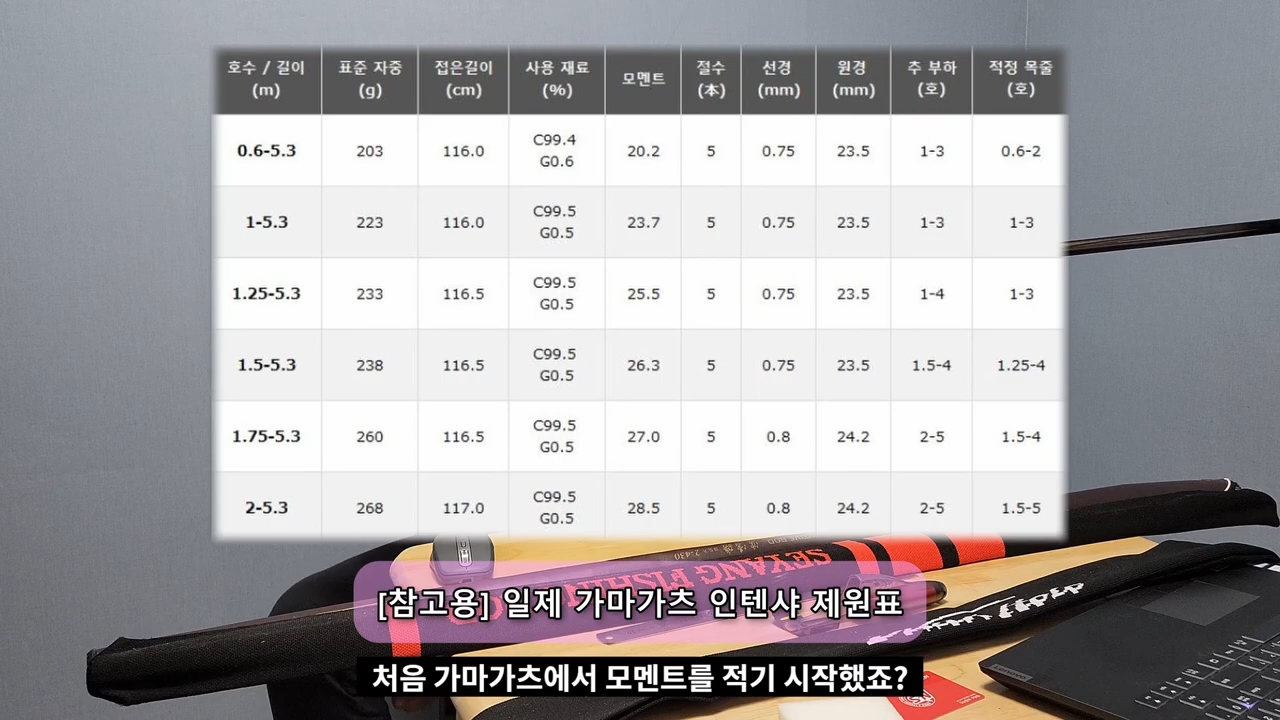 호수 / 길이 (m) 표준 자중 (g) 접은길이 (cm) 사용 재료 (%) 모멘트 절수 (本) 선경 (mm) 원경 (mm) 추 부하 (호) 적정 목줄 (호)
0.6-5.3 203 116.0 C99.4 G0.6 20.2 5 0.75 23.5 1-3 0.6-2
1-5.3 223 116.0 C99.5 G0.5 23.7 5 0.75 23.5 1-3 1-3
1.25-5.3 233 116.5 C99.5 G0.5 25.5 5 0.75 23.5 1-4 1-3
1.5-5.3 238 116.5 C99.5 G0.5 26.3 5 0.75 23.5 1.5-4 1.25-4
1.75-5.3 260 116.5 C99.5 G0.5 27.0 5 0.8 24.2 2-5 1.5-4
2-5.3 268 117.0 C99.5 G0.5 28.5 5 0.8 24.2 2-5 1.5-5
SEYANG FISHIN
[참고용] 일제 가마가츠 인텐샤 제원표
처음 가마가츠에서 모멘트를 적기 시작했죠?